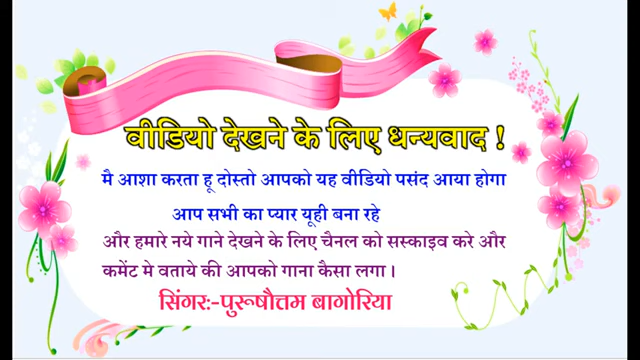 वीडियो देखने के लिए धन्यवाद !
मै आशा करता हू दोस्तो आपको यह वीडियो पसंद आया होगा
आप सभी का प्यार यूही बना रहे
और हमारे नये गाने देखने के लिए चैनल को सस्काइव करे और
कमेंट मे वताये की आपको गाना कैसा लगा ।
सिंगर:-पुरूषौत्तम बागोरिया